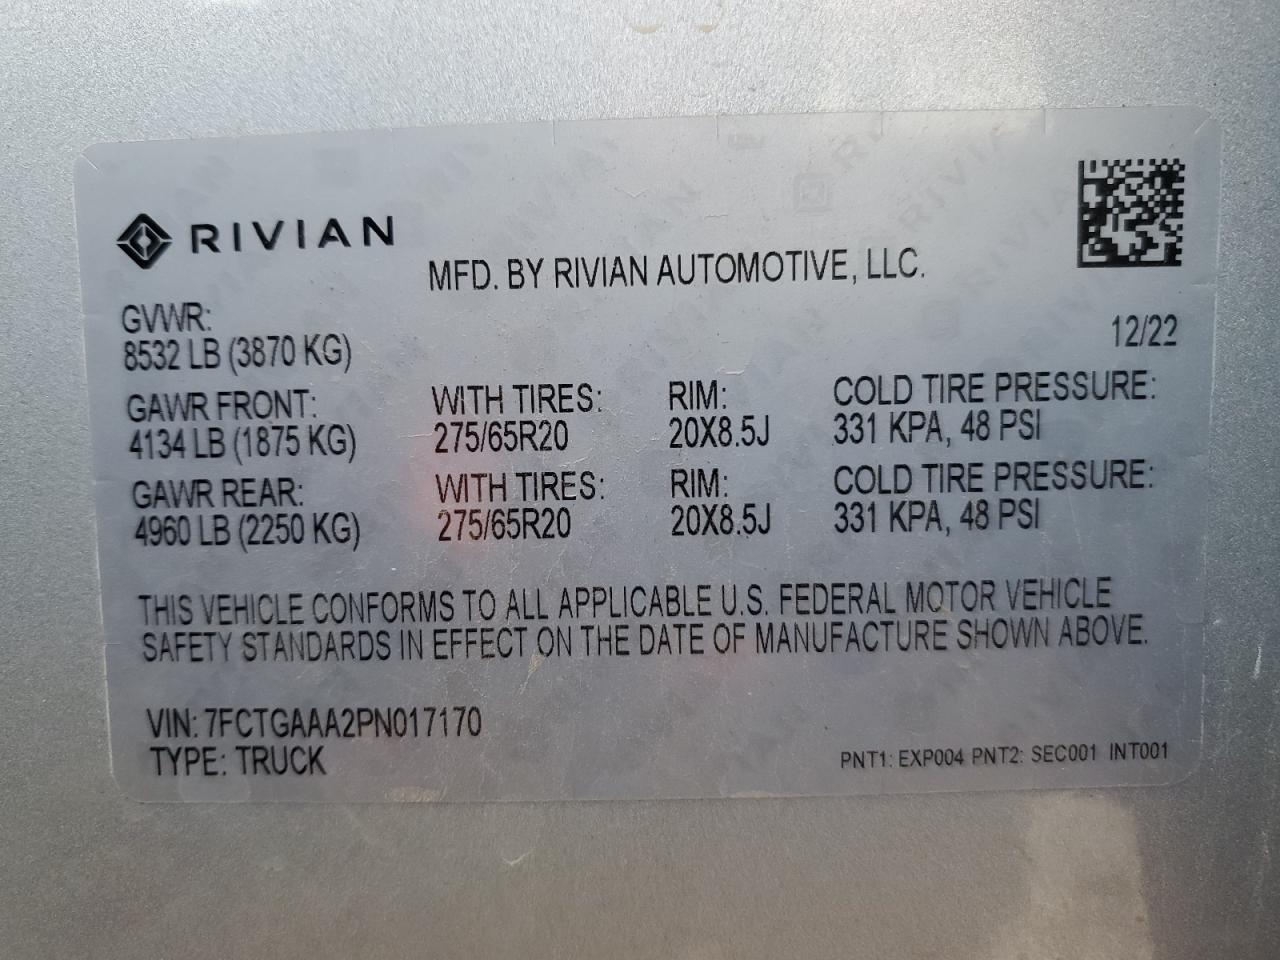 RIVIAN
MFD. BY RIVIAN AUTOMOTIVE, LLC.
12/22
GVWR:
8532 LB (3870 KG)
GAWR FRONT: WITH TIRES: RIM: COLD TIRE PRESSURE:
4134 LB (1875 KG) 275/65R20 20X8.5J 331 KPA, 48 PSI
GAWR REAR: WITH TIRES: RIM: COLD TIRE PRESSURE:
4960 LB (2250 KG) 275/65R20 20X8.5J 331 KPA, 48 PSI
THIS VEHICLE CONFORMS TO ALL APPLICABLE U.S. FEDERAL MOTOR VEHICLE
SAFETY STANDARDS IN EFFECT ON THE DATE OF MANUFACTURE SHOWN ABOVE.
VIN: 7FCTGAAA2PN017170
TYPE: TRUCK
PNT1: EXP004 PNT2: SEC001 INT001